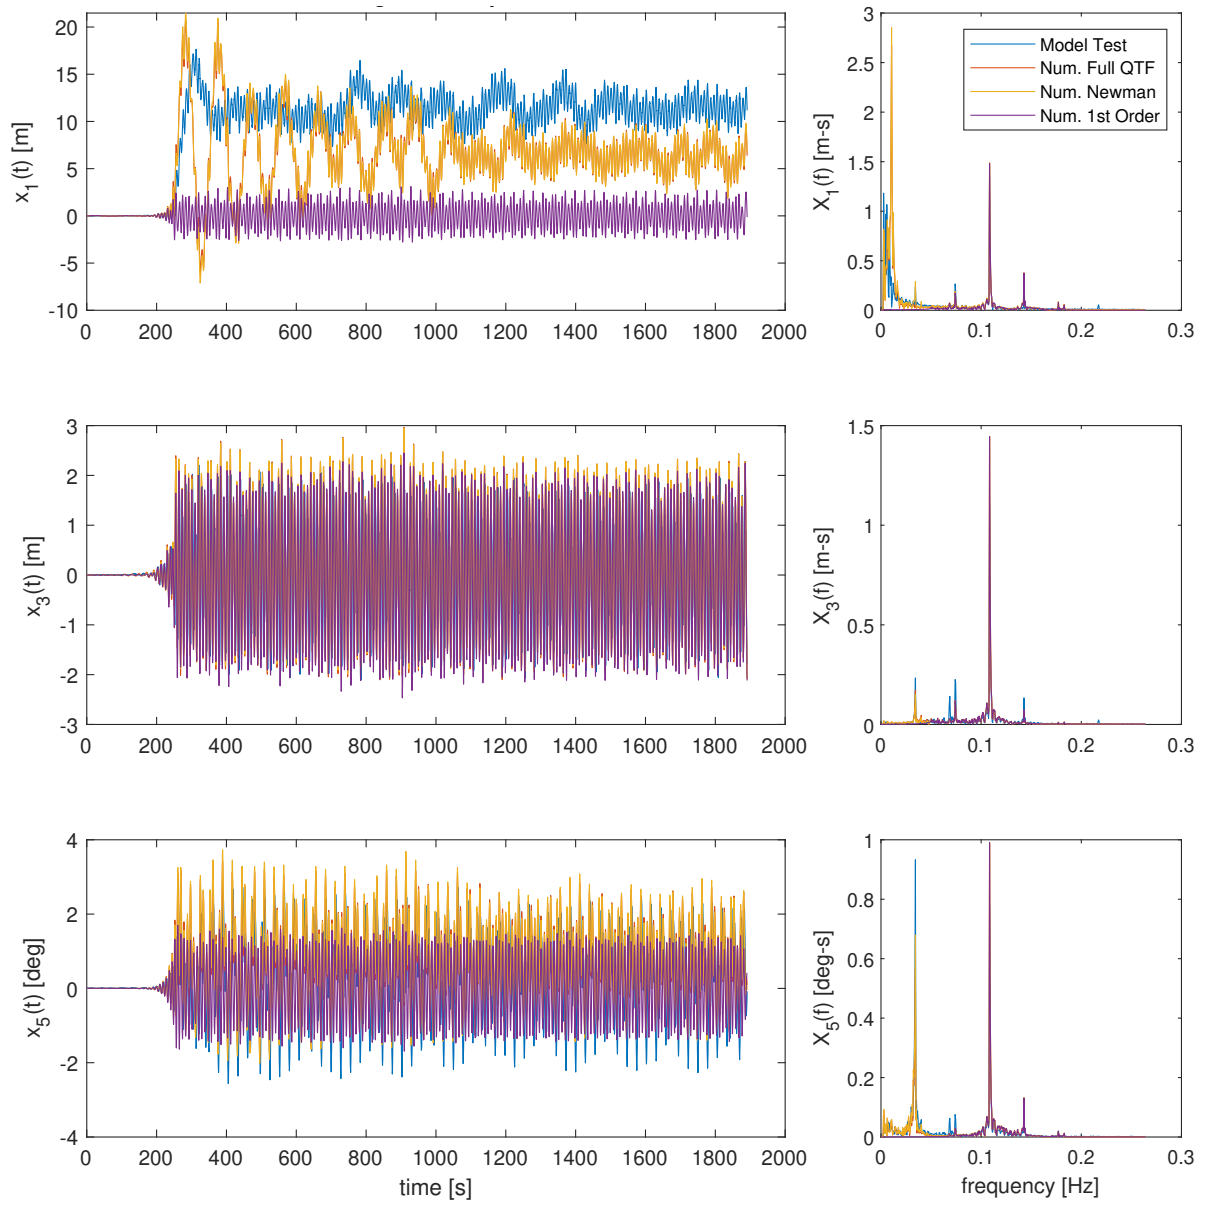 x1(t) [m]
20
15
10
5
0
-5
-10
0 200 400 600 800 1000 1200 1400 1600 1800 2000
X1(f) [m-s]
3
2.5
2
1.5
1
0.5
0
0 0.1 0.2 0.3
Model Test
Num. Full QTF
Num. Newman
Num. 1st Order
x3(t) [m]
3
2
1
0
-1
-2
-3
0 200 400 600 800 1000 1200 1400 1600 1800 2000
X3(f) [m-s]
1.5
1
0.5
0
0 0.1 0.2 0.3
x5(t) [deg]
4
2
0
-2
-4
0 200 400 600 800 1000 1200 1400 1600 1800 2000
time [s]
X5(f) [deg-s]
1
0.8
0.6
0.4
0.2
0
0 0.1 0.2 0.3
frequency [Hz]